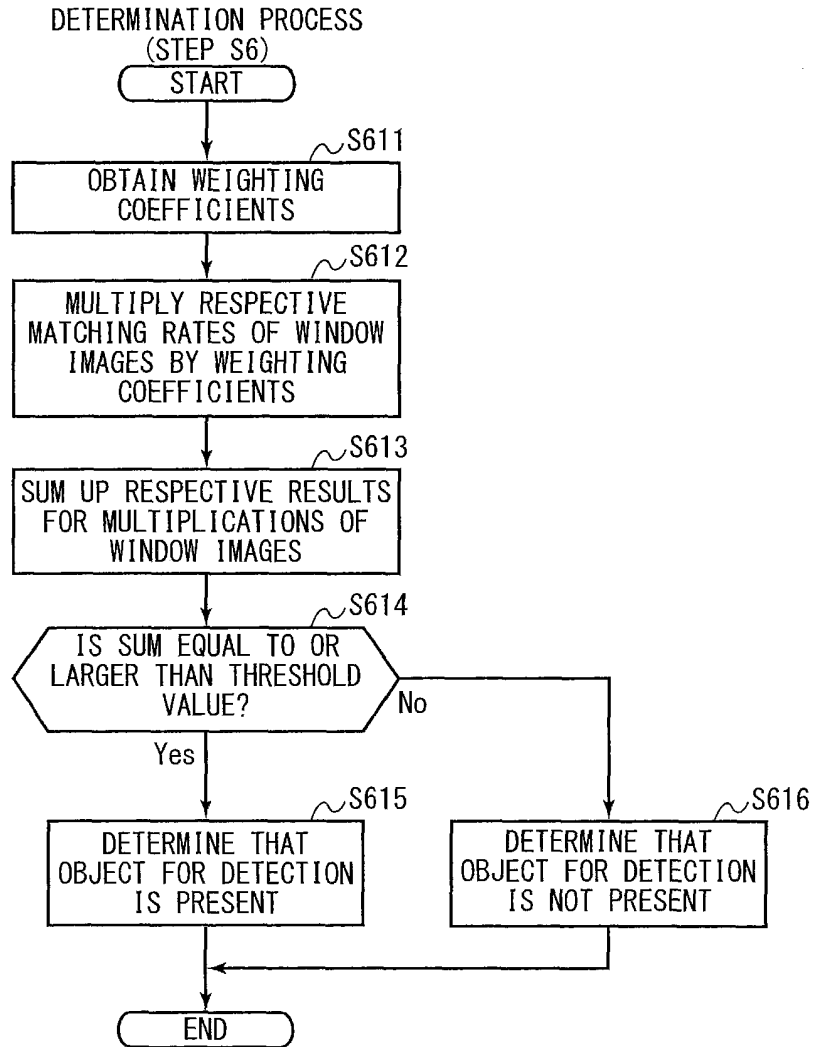 DETERMINATION PROCESS
(STEP S6)
START
S611
OBTAIN WEIGHTING
COEFFICIENTS
S612
MULTIPLY RESPECTIVE
MATCHING RATES OF WINDOW
IMAGES BY WEIGHTING
COEFFICIENTS
S613
SUM UP RESPECTIVE RESULTS
FOR MULTIPLICATIONS OF
WINDOW IMAGES
S614
IS SUM EQUAL TO OR
LARGER THAN THRESHOLD
VALUE?
No
Yes
S615
DETERMINE THAT
OBJECT FOR DETECTION
IS PRESENT
S616
DETERMINE THAT
OBJECT FOR DETECTION
IS NOT PRESENT
END